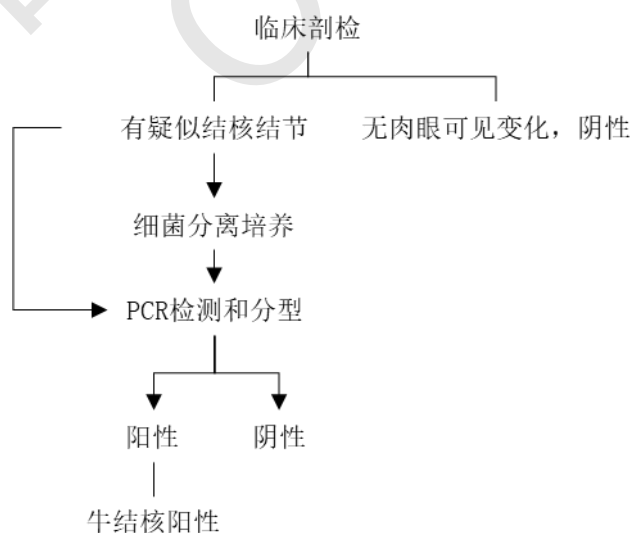 临床剖检
有疑似结核结节
无肉眼可见变化，阴性
细菌分离培养
PCR检测和分型
阳性
阴性
牛结核阳性